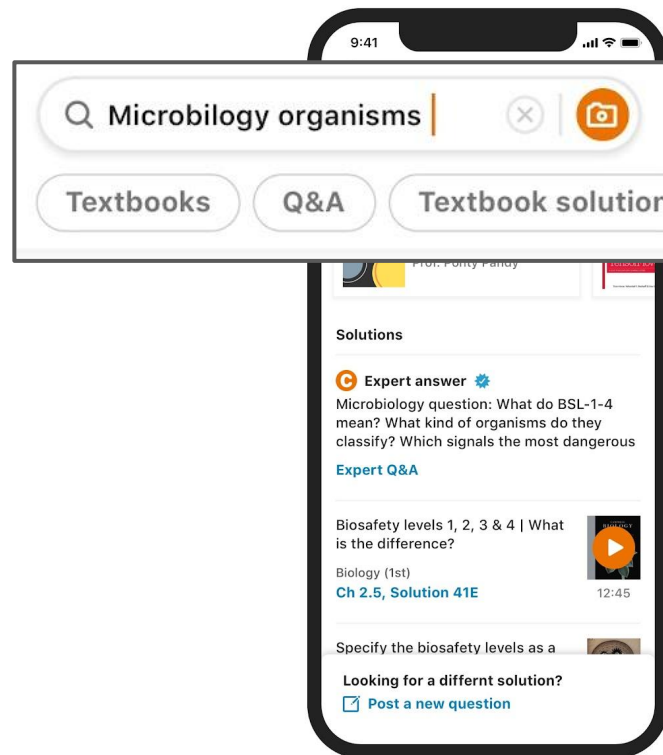 9:41
Microbilogy organisms
Textbooks Q&A Textbook solution
Prof. Ponty Pandy
Solutions
C Expert answer
Microbiology question: What do BSL-1-4
mean? What kind of organisms do they
classify? Which signals the most dangerous
Expert Q&A
Biosafety levels 1, 2, 3 & 4 | What
is the difference?
BIOLOGY
Biology (1st)
Ch 2.5, Solution 41E
12:45
Specify the biosafety levels as a
Looking for a differnt solution?
Post a new question